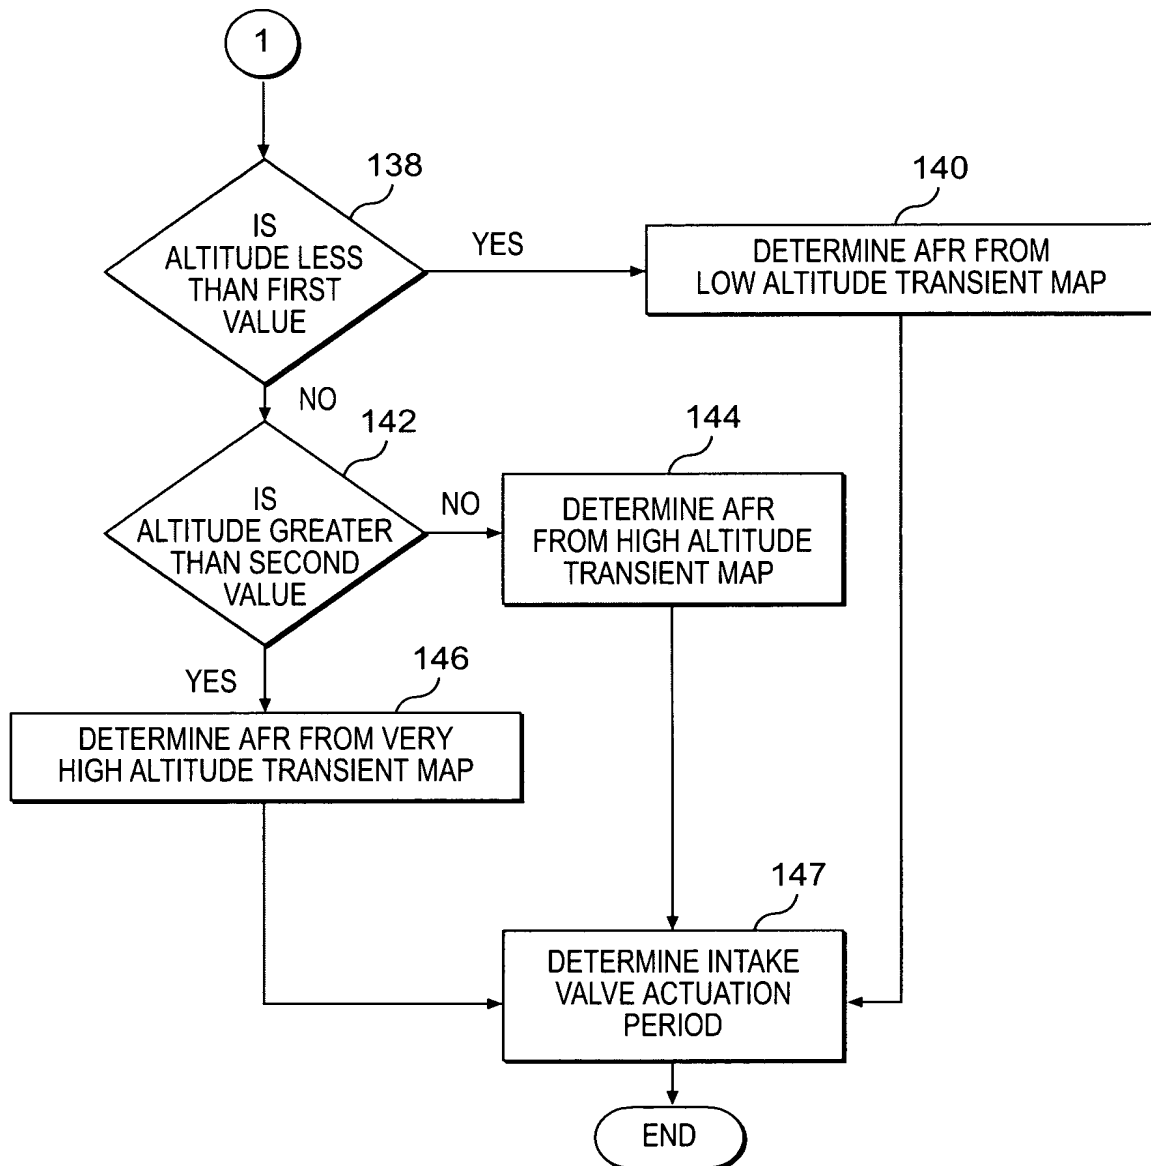 1
138
IS
ALTITUDE LESS
THAN FIRST
VALUE
YES
140
DETERMINE AFR FROM
LOW ALTITUDE TRANSIENT MAP
NO
142
IS
ALTITUDE GREATER
THAN SECOND
VALUE
NO
144
DETERMINE AFR
FROM HIGH ALTITUDE
TRANSIENT MAP
YES
146
DETERMINE AFR FROM VERY
HIGH ALTITUDE TRANSIENT MAP
147
DETERMINE INTAKE
VALVE ACTUATION
PERIOD
END